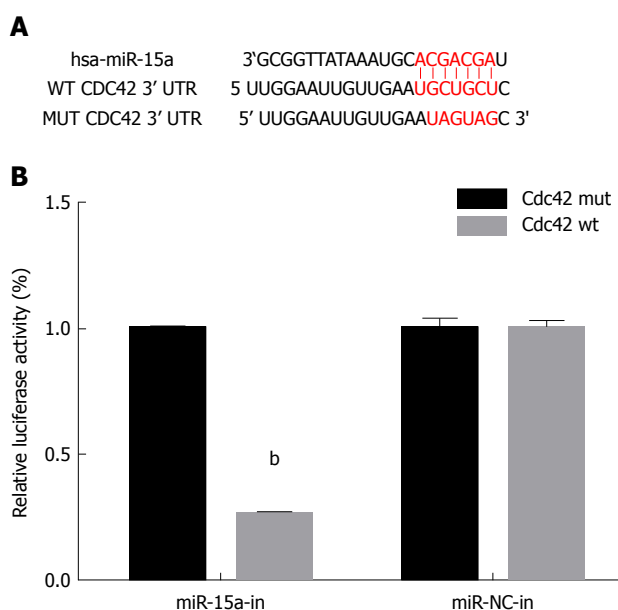 A
hsa-miR-15a 3‘GCGGTTATAAATGCACGACGAU
WT CDC42 3’ UTR 5 UUGGAAUUGUUGAAUGCUGCUC
MUT CDC42 3’ UTR 5’ UUGGAAUUGUUGAAUAGUAGC 3'
B
1.5
1.0
0.5
0.0
Relative luciferase activity (%)
Cdc42 mut
Cdc42 wt
b
miR-15a-in miR-NC-in